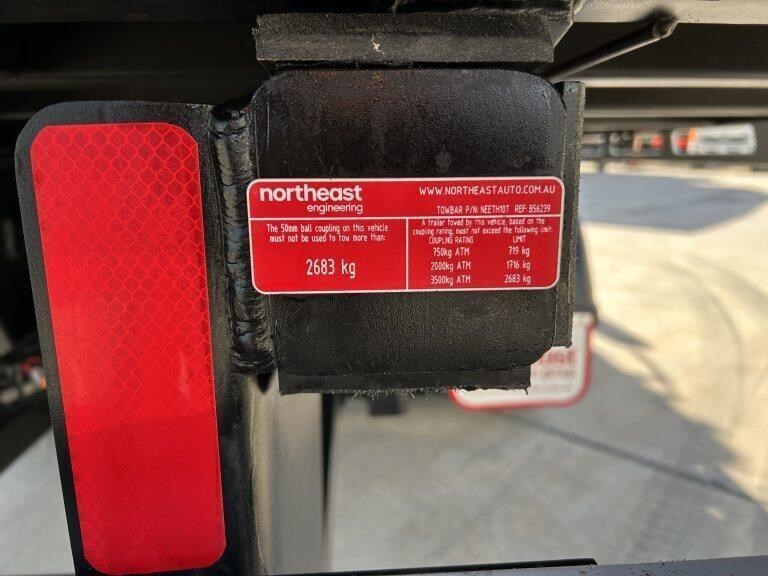 northeast
engineering
WWW.NORTHEASTAUTO.COM.AU
TOWBAR P/N: NEETH10T REF: B56239
The 50mm ball coupling on this vehicle
must not be used to tow more than:
2683 kg
A trailer towed by this vehicle, based on the
coupling rating, must not exceed the following limit:
COUPLING RATING LIMIT
750kg ATM 719 kg
2000kg ATM 1716 kg
3500kg ATM 2683 kg